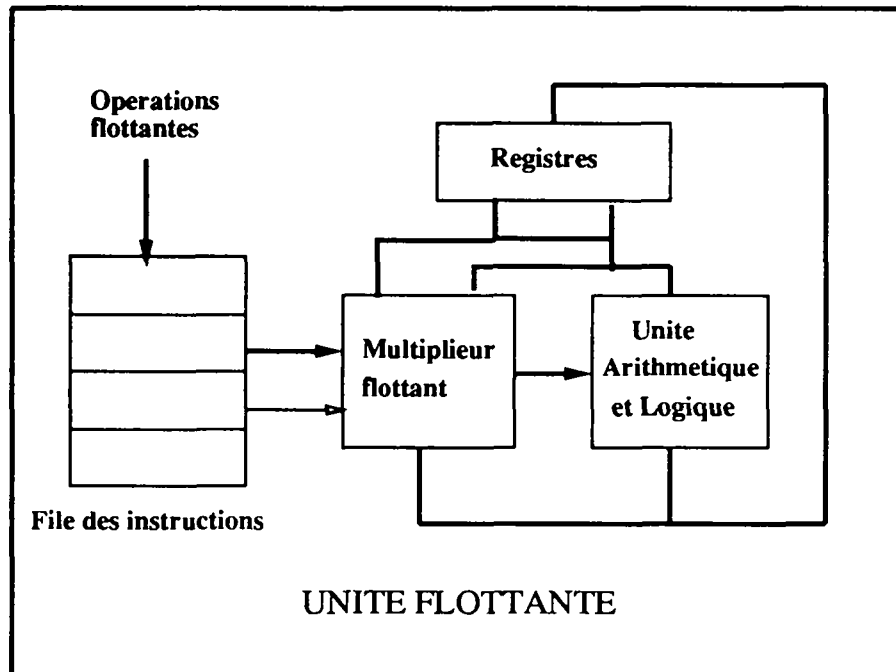 Operations
flottantes
Registres
Multiplieur
flottant
Unite
Arithmetique
et Logique
File des instructions
UNITE FLOTTANTE